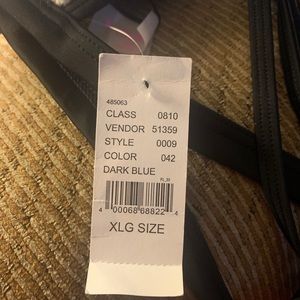 485063
CLASS 0810
VENDOR 51359
STYLE 0009
COLOR 042
DARK BLUE
4 00068 68822 4
XLG SIZE